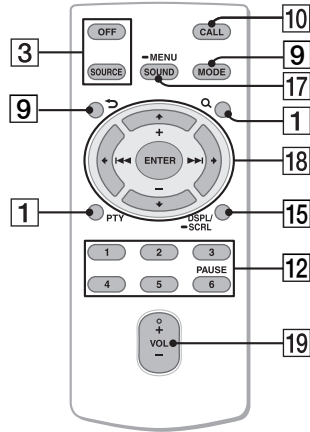 OFF
CALL
10
3
–MENU
SOURCE
SOUND
MODE
9
17
9
1
+
ENTER
18
–
1
PTY
DSPL/
–SCRL
15
1 2 3
PAUSE
4 5 6
12
+
VOL
–
19